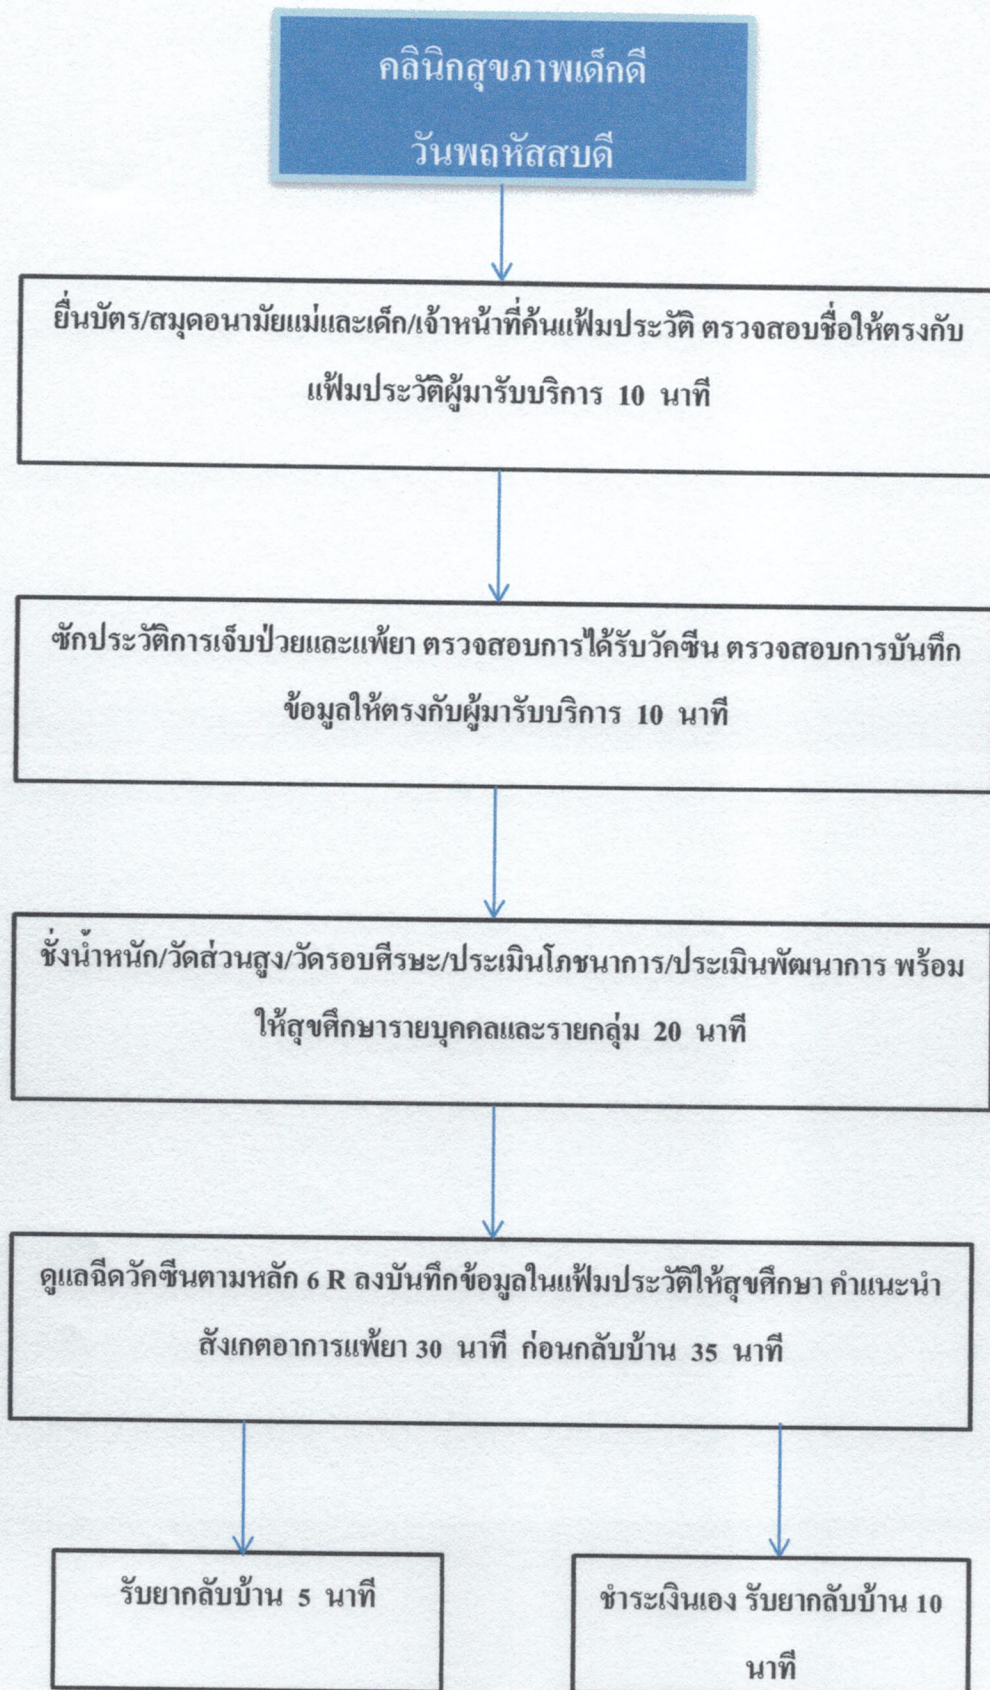 คลินิกสุขภาพเด็กดี
วันพฤหัสสบดี
ยื่นบัตร/สมุดอนามัยแม่และเด็ก/เจ้าหน้าที่ค้นแฟ้มประวัติ ตรวจสอบชื่อให้ตรงกับ
แฟ้มประวัติผู้มารับบริการ 10 นาที
ซักประวัติการเจ็บป่วยและแพ้ยา ตรวจสอบการได้รับวัคซีน ตรวจสอบการบันทึก
ข้อมูลให้ตรงกับผู้มารับบริการ 10 นาที
ชั่งน้ำหนัก/วัดส่วนสูง/วัดรอบศีรษะ/ประเมินโภชนาการ/ประเมินพัฒนาการ พร้อม
ให้สุขศึกษารายบุคคลและรายกลุ่ม 20 นาที
ดูแลฉีดวัคซีนตามหลัก 6 R ลงบันทึกข้อมูลในแฟ้มประวัติให้สุขศึกษา คำแนะนำ
สังเกตอาการแพ้ยา 30 นาที ก่อนกลับบ้าน 35 นาที
รับยากลับบ้าน 5 นาที
ชำระเงินเอง รับยากลับบ้าน 10
นาที